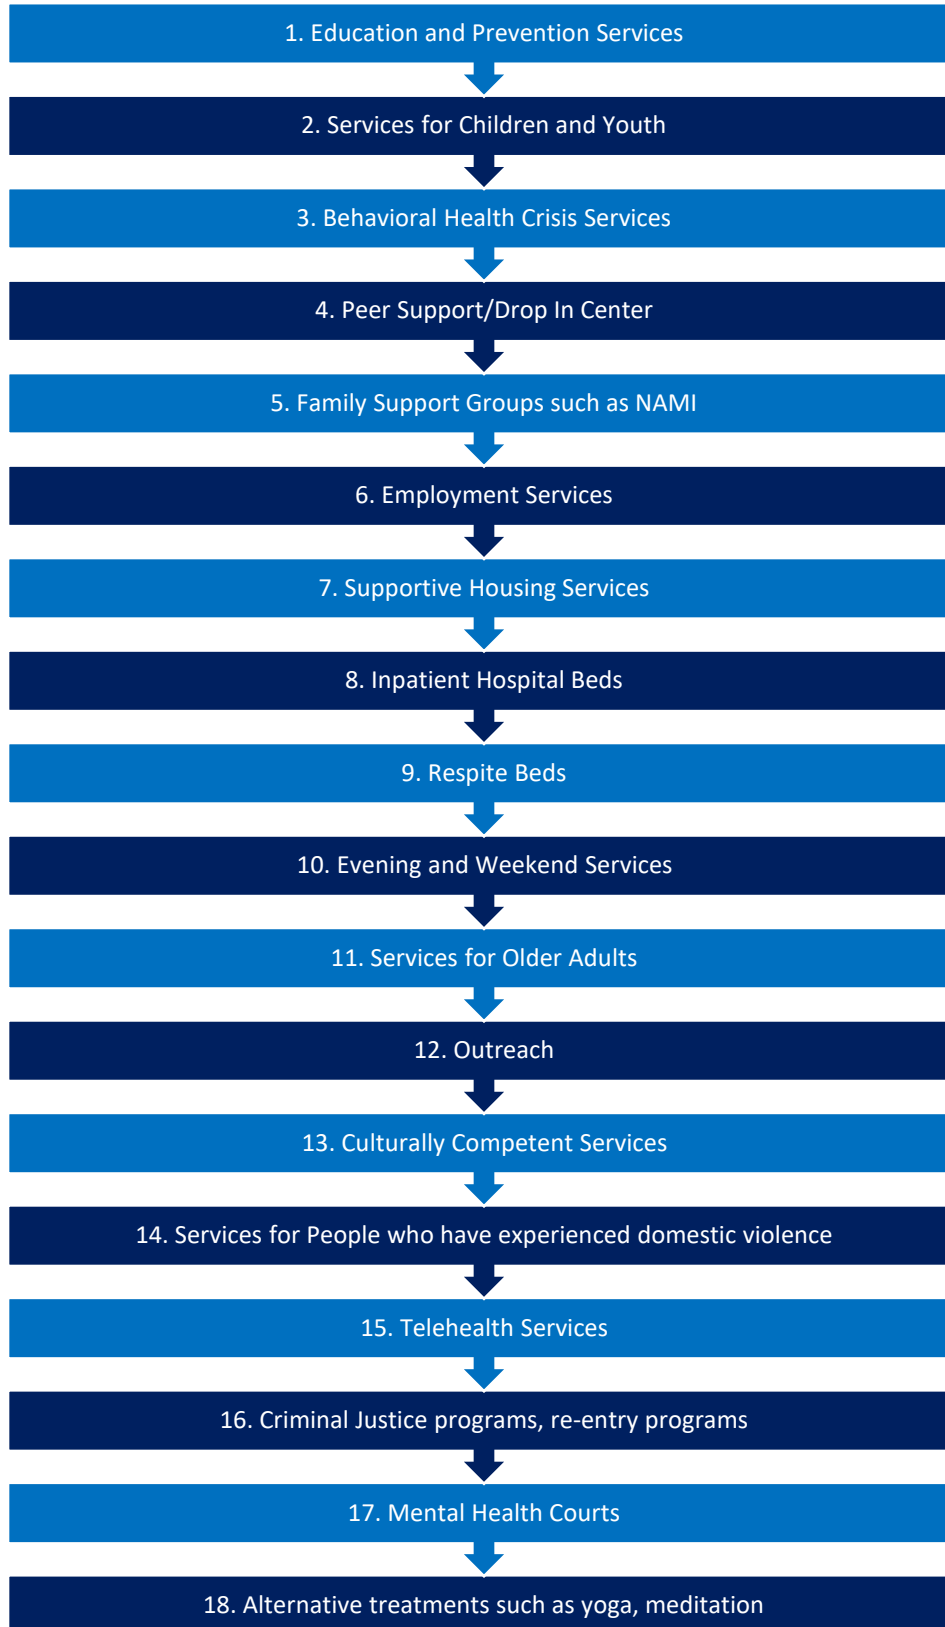 1. Education and Prevention Services
2. Services for Children and Youth
3. Behavioral Health Crisis Services
4. Peer Support/Drop In Center
5. Family Support Groups such as NAMI
6. Employment Services
7. Supportive Housing Services
8. Inpatient Hospital Beds
9. Respite Beds
10. Evening and Weekend Services
11. Services for Older Adults
12. Outreach
13. Culturally Competent Services
14. Services for People who have experienced domestic violence
15. Telehealth Services
16. Criminal Justice programs, re-entry programs
17. Mental Health Courts
18. Alternative treatments such as yoga, meditation